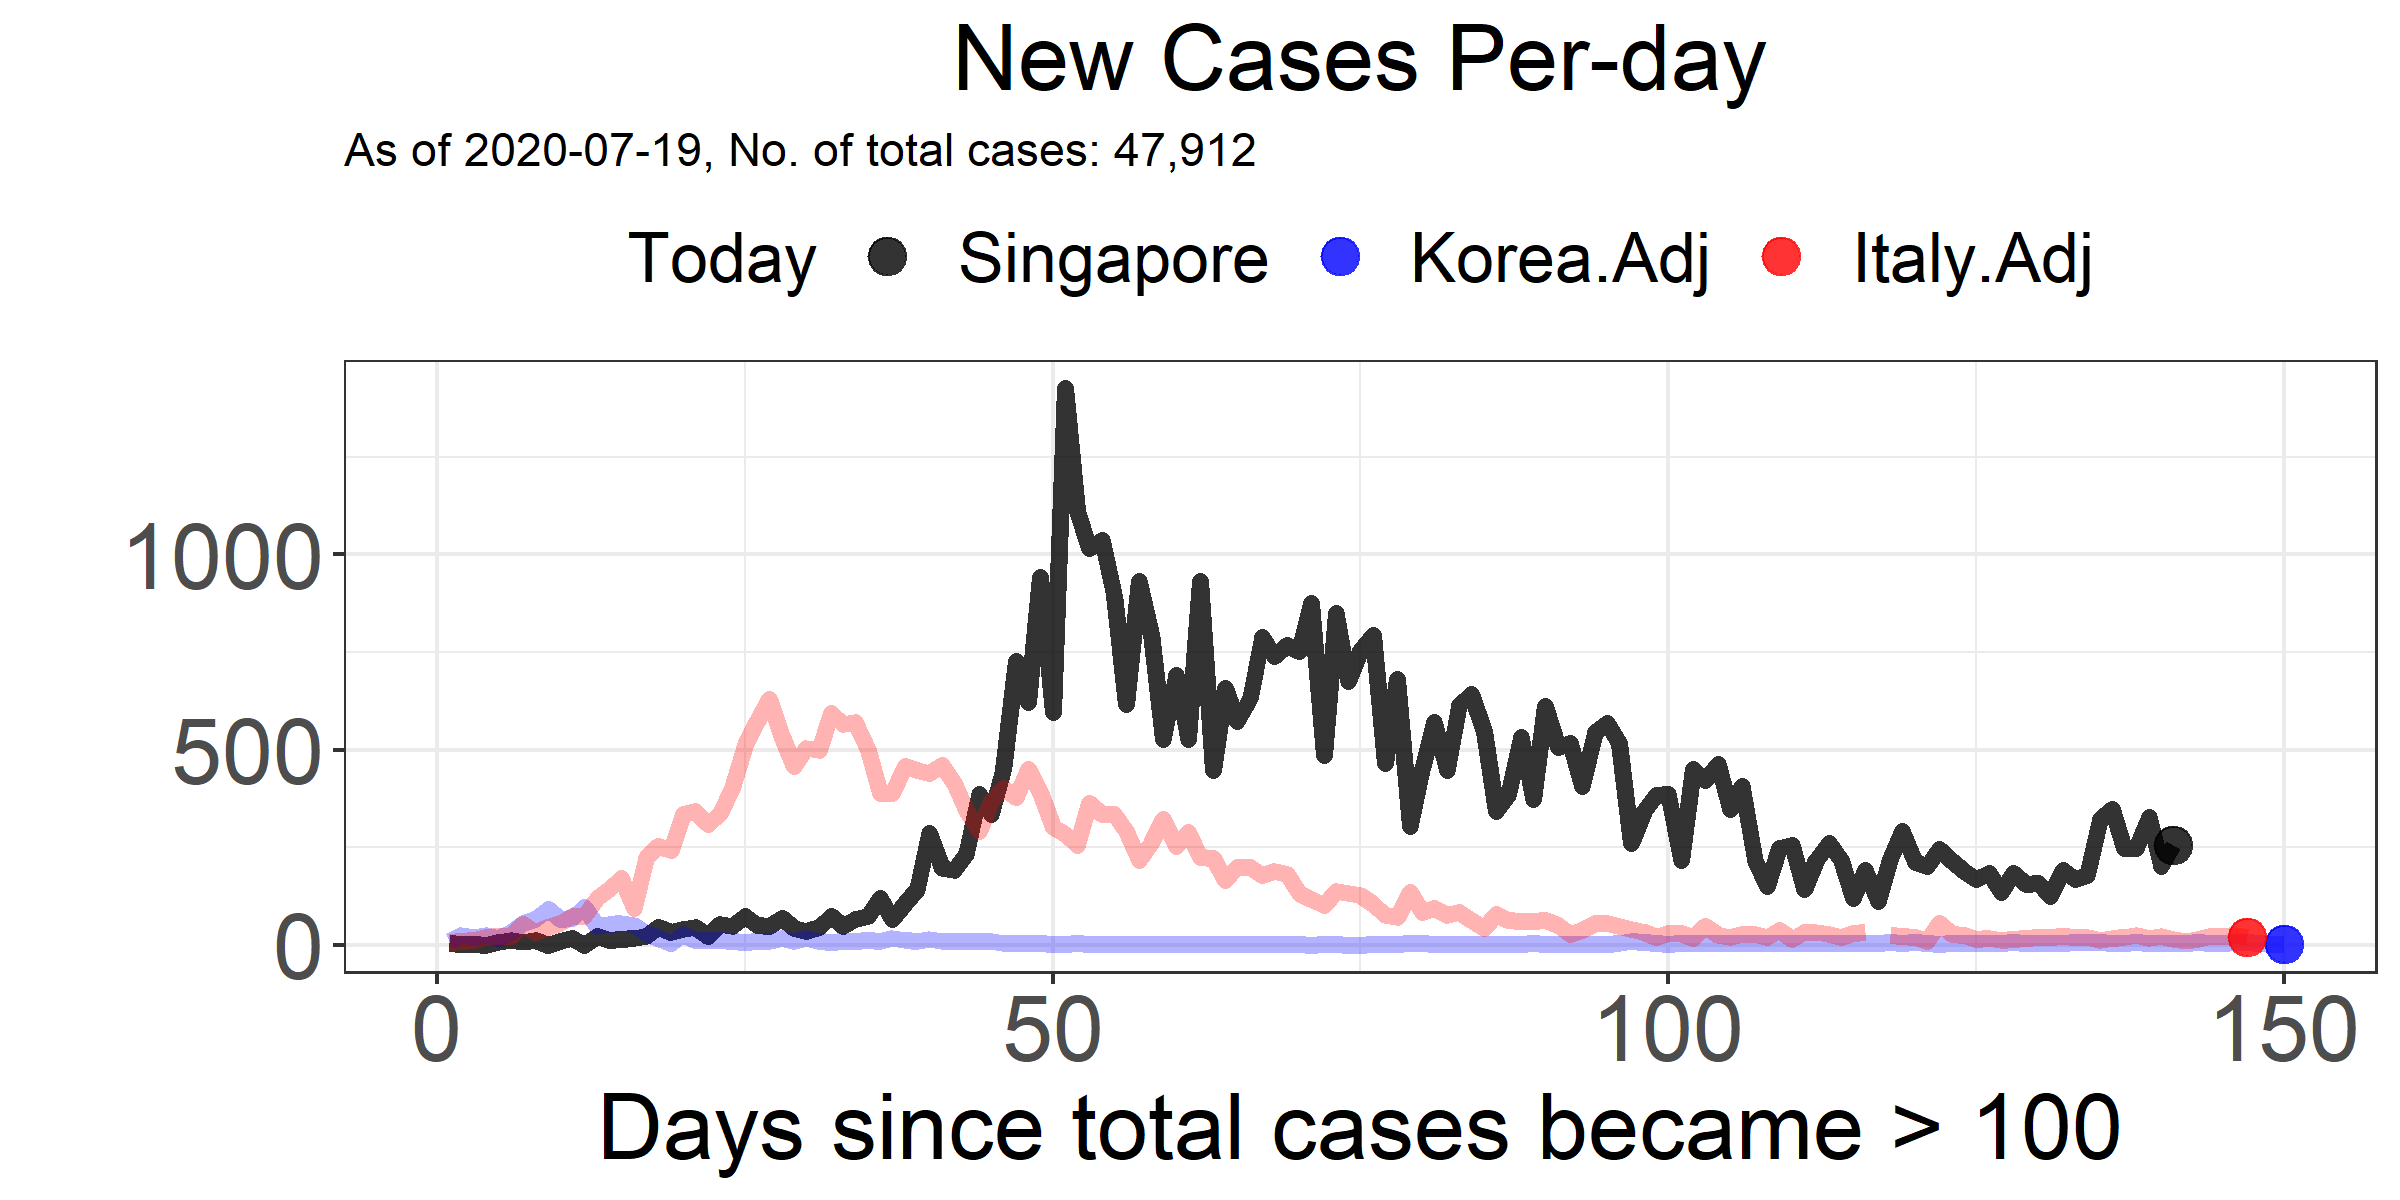 New Cases Per-day
As of 2020-07-19, No. of total cases: 47,912
Today Singapore Korea.Adj Italy.Adj
1000
500
0
0 50 100 150
Days since total cases became > 100